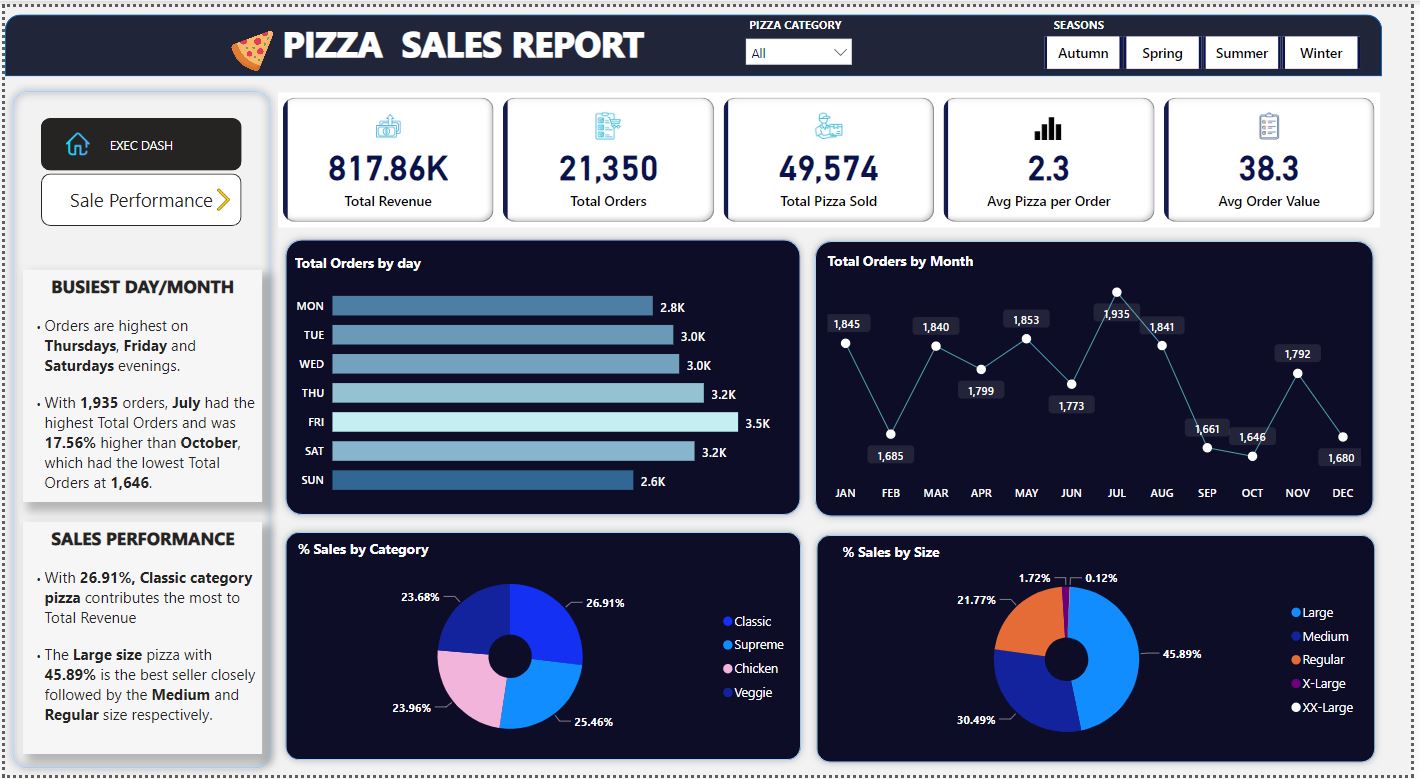 PIZZA SALES REPORT
PIZZA CATEGORY
All
SEASONS
Autumn
Spring
Summer
Winter
EXEC DASH
Sale Performance
817.86K
Total Revenue
21,350
Total Orders
49,574
Total Pizza Sold
2.3
Avg Pizza per Order
38.3
Avg Order Value
BUSIEST DAY/MONTH
• Orders are highest on
Thursdays, Friday and
Saturdays evenings.
• With 1,935 orders, July had the
highest Total Orders and was
17.56% higher than October,
which had the lowest Total
Orders at 1,646.
SALES PERFORMANCE
• With 26.91%, Classic category
pizza contributes the most to
Total Revenue
• The Large size pizza with
45.89% is the best seller closely
followed by the Medium and
Regular size respectively.
Total Orders by day
MON 2.8K
TUE 3.0K
WED 3.0K
THU 3.2K
FRI 3.5K
SAT 3.2K
SUN 2.6K
Total Orders by Month
1,845
1,685
1,840
1,799
1,853
1,773
1,935
1,841
1,661
1,646
1,792
1,680
JAN FEB MAR APR MAY JUN JUL AUG SEP OCT NOV DEC
% Sales by Category
23.68%
26.91%
23.96%
25.46%
Classic
Supreme
Chicken
Veggie
% Sales by Size
1.72%
0.12%
21.77%
45.89%
30.49%
Large
Medium
Regular
X-Large
XX-Large